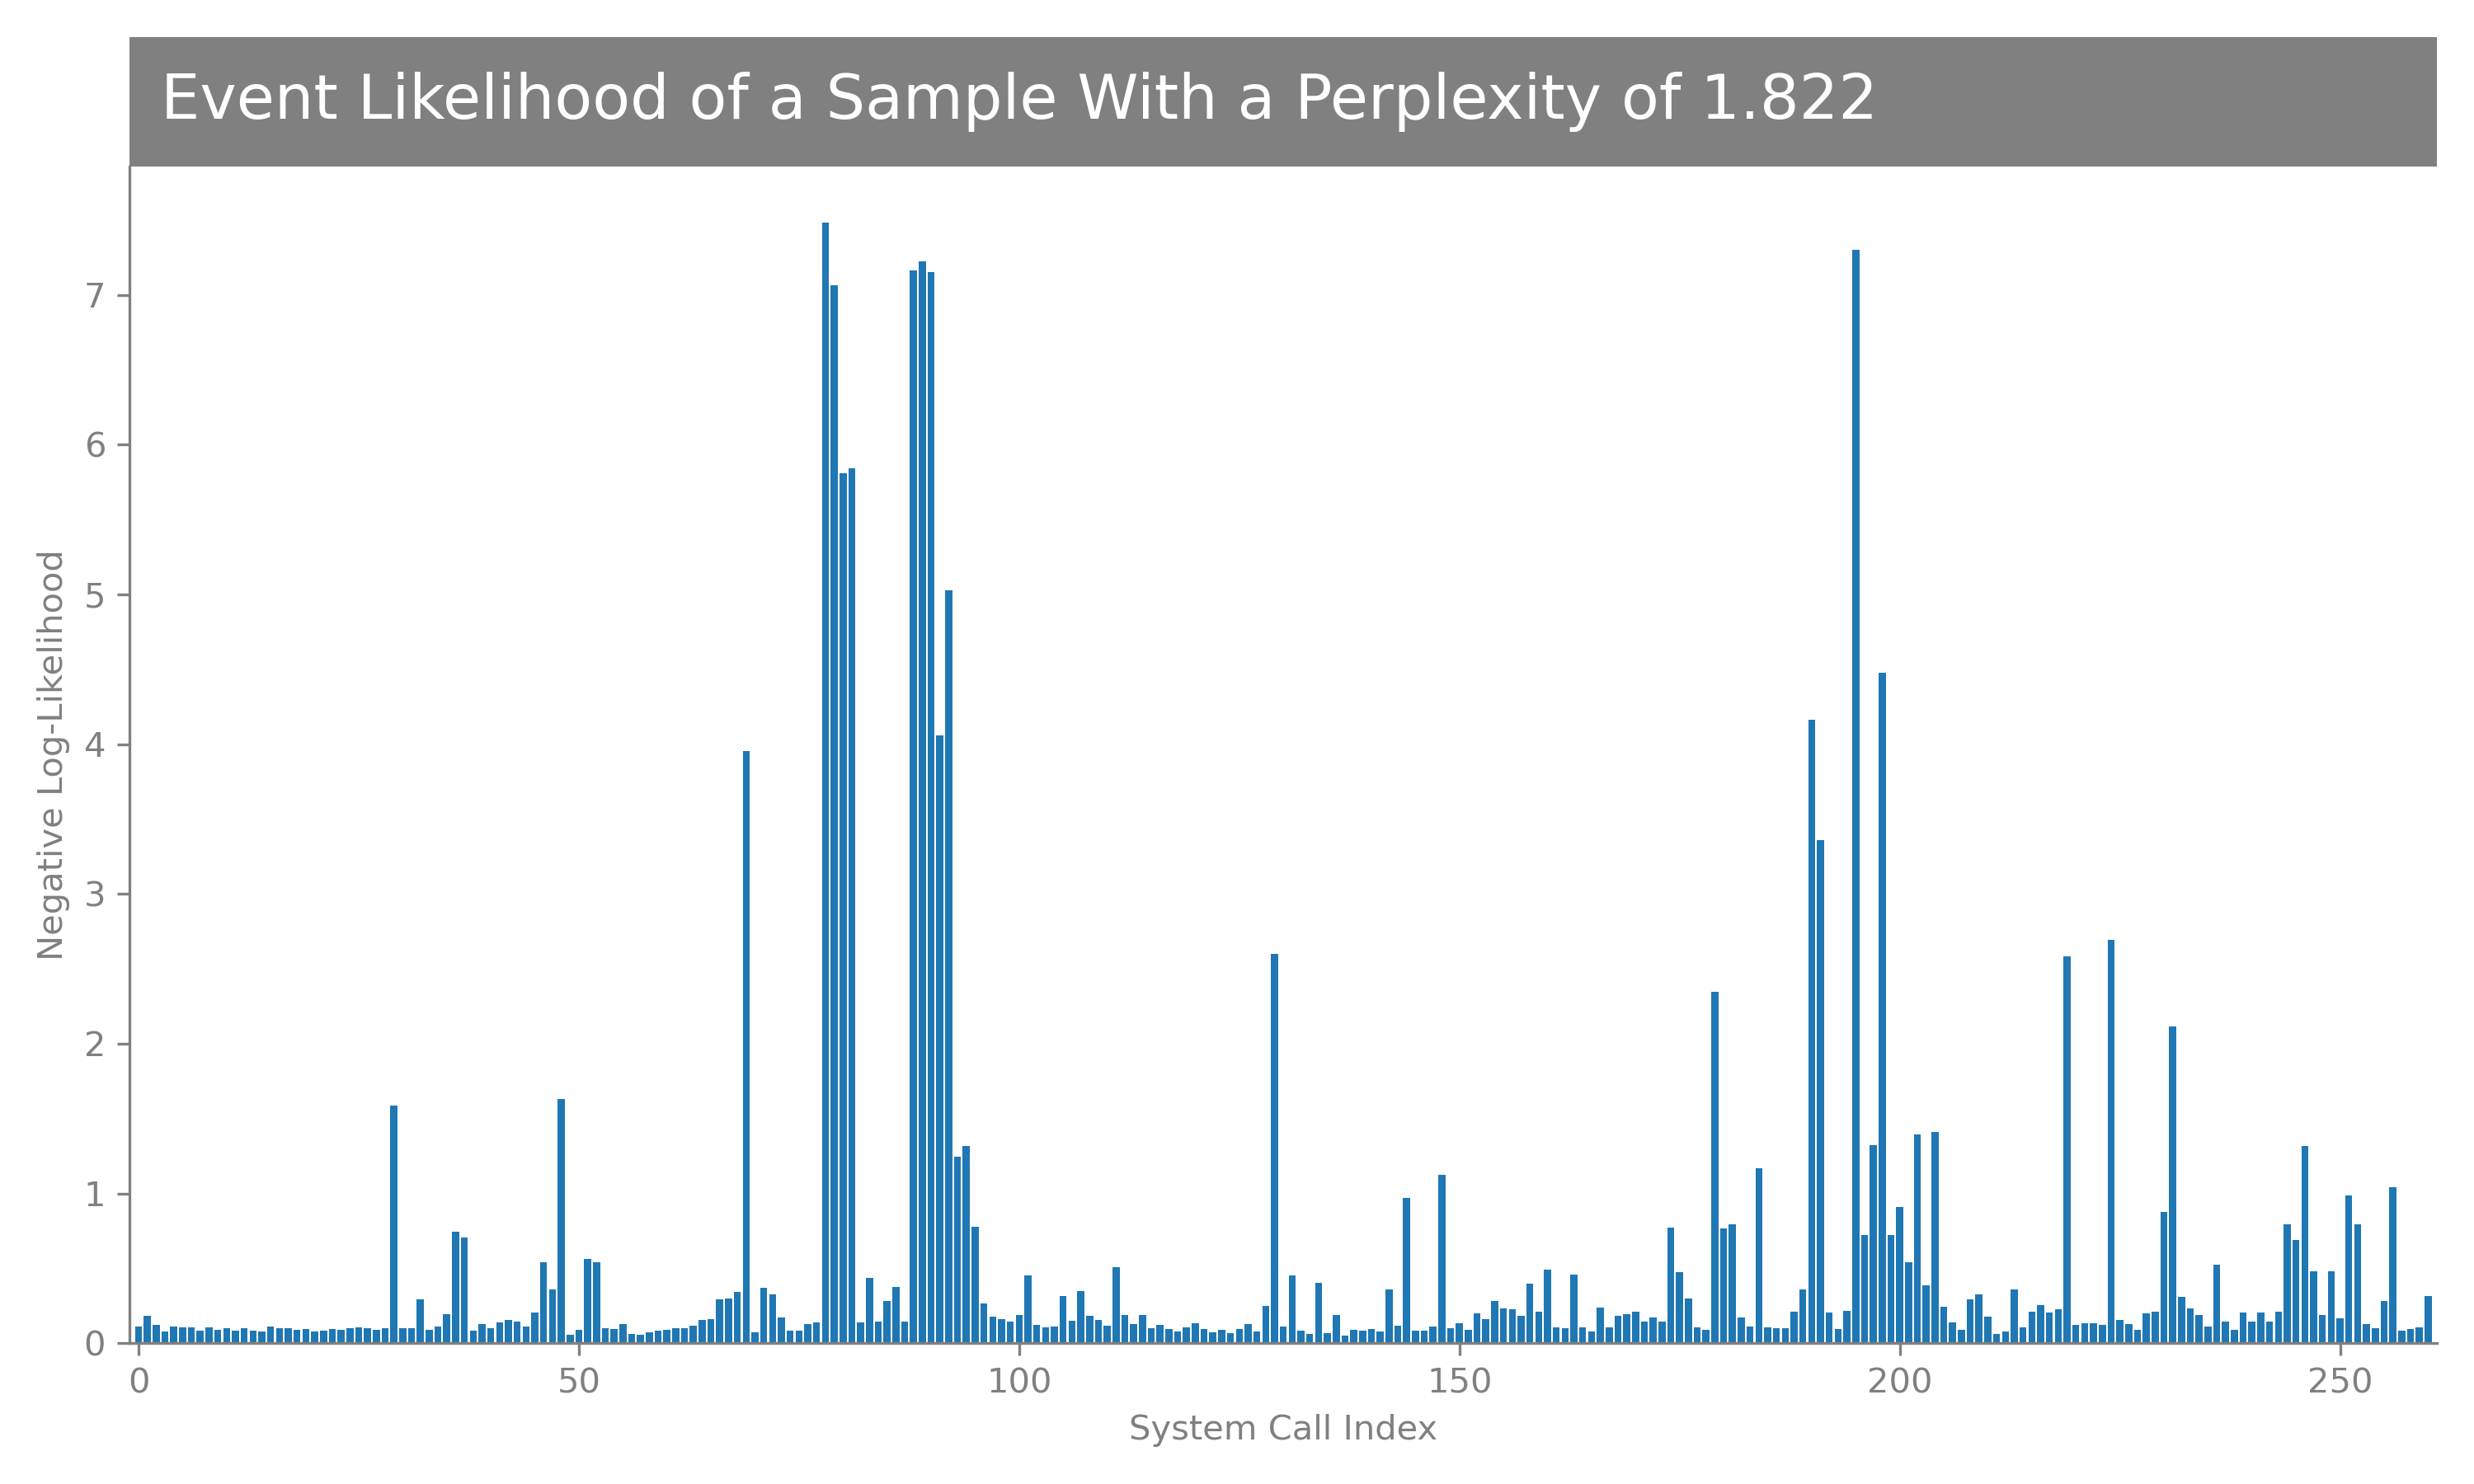 Event Likelihood of a Sample With a Perplexity of 1.822
Negative Log-Likelihood
7
6
5
4
3
2
1
0
0 50 100 150 200 250
System Call Index